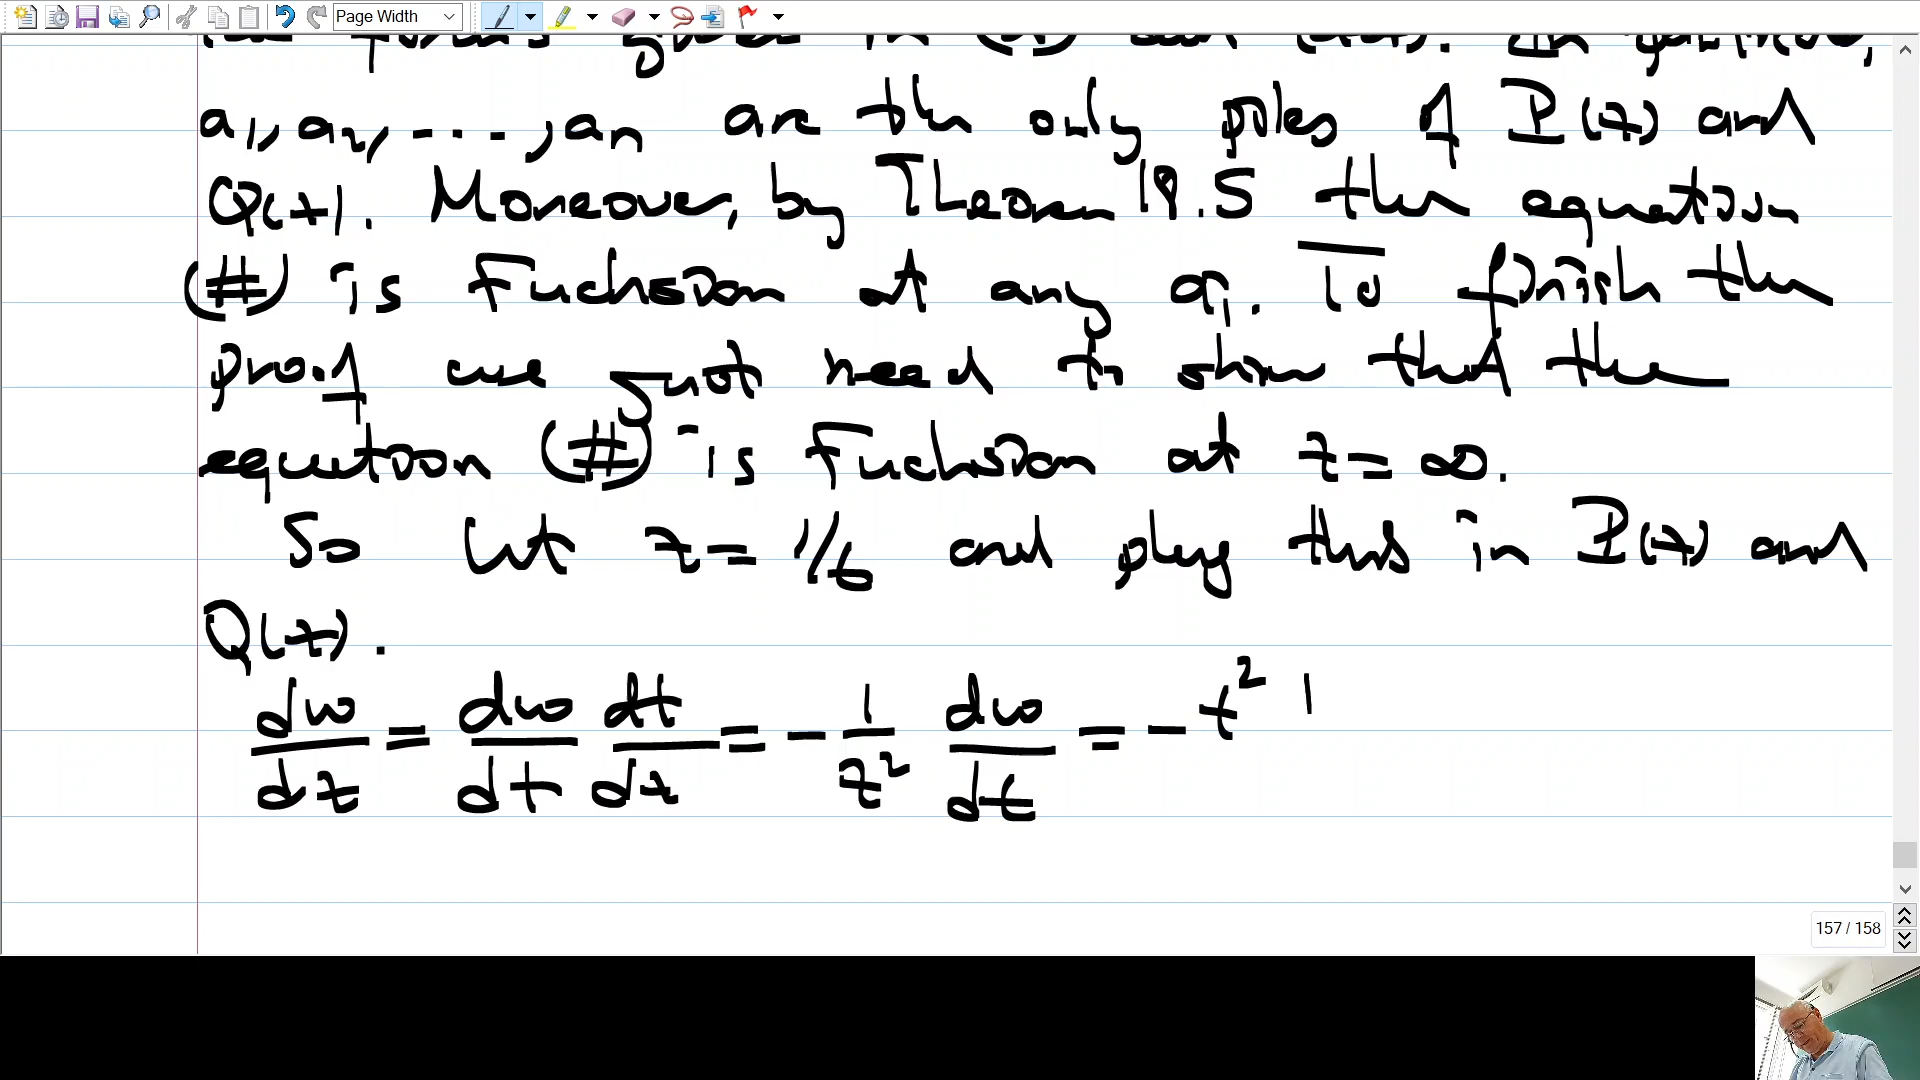 Page Width
a1, a2, ..., an are the only poles of P(z) and
Q(z). Moreover, by Theorem 19.5 the equation
(#) is Fuchsian at any ai. To finish the
proof we just need to show that the
equation (#) is Fuchsian at z = ∞.
So let z = 1/t and plug this in P(z) and
Q(z).
dw/dz = dw/dt dt/dz = - 1/z² dw/dt = - t²
157 / 158